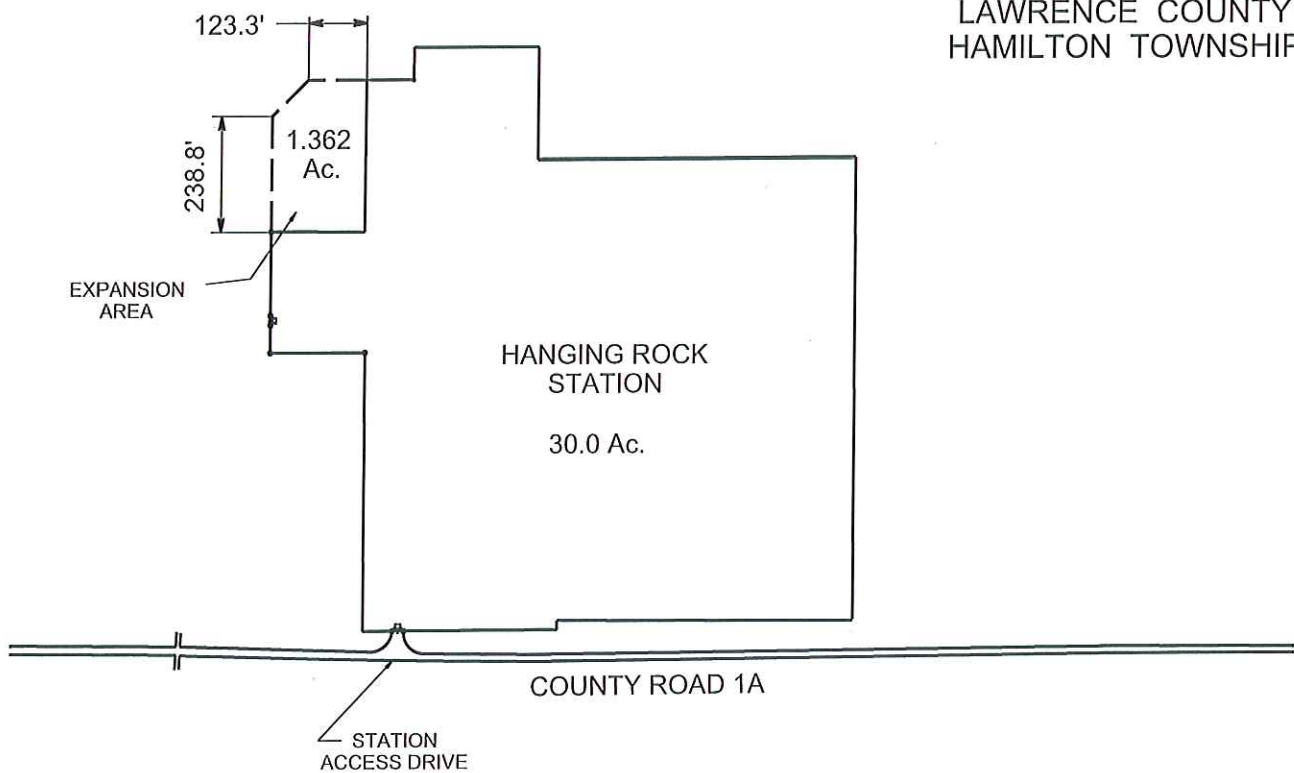 123.3'
LAWRENCE COUNTY
HAMILTON TOWNSHIP
238.8'
1.362
Ac.
EXPANSION
AREA
HANGING ROCK
STATION
30.0 Ac.
COUNTY ROAD 1A
STATION
ACCESS DRIVE